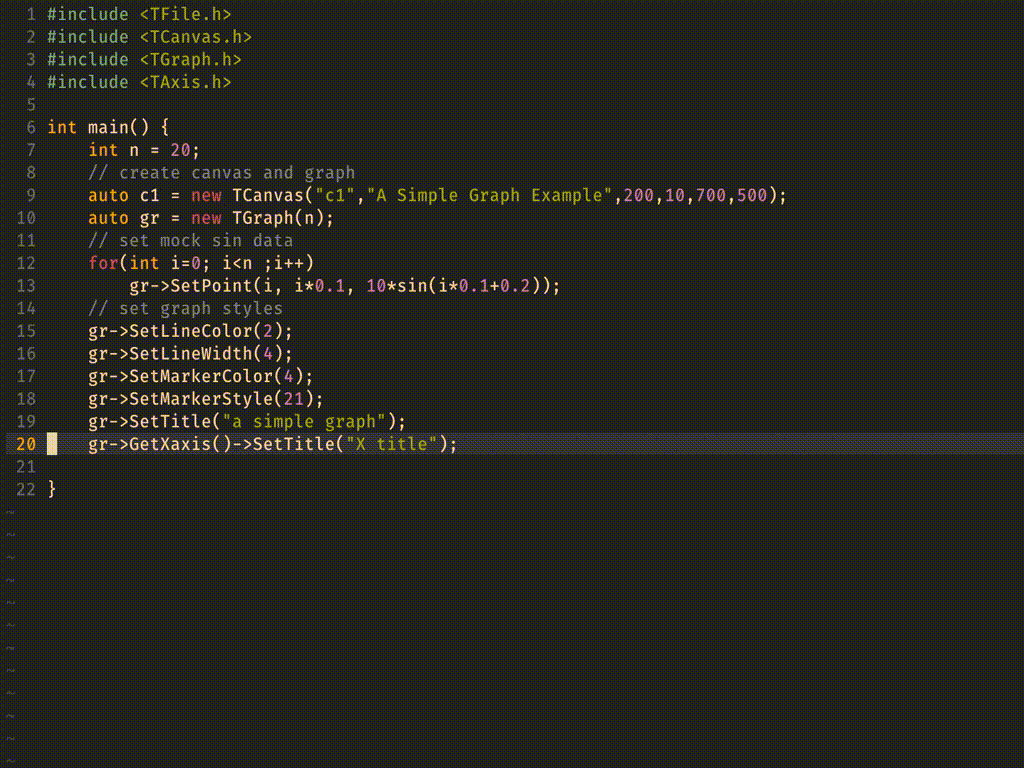 1 #include <TFile.h>
2 #include <TCanvas.h>
3 #include <TGraph.h>
4 #include <TAxis.h>
5
6 int main() {
7     int n = 20;
8     // create canvas and graph
9     auto c1 = new TCanvas("c1","A Simple Graph Example",200,10,700,500);
10     auto gr = new TGraph(n);
11     // set mock sin data
12     for(int i=0; i<n ;i++)
13         gr->SetPoint(i, i*0.1, 10*sin(i*0.1+0.2));
14     // set graph styles
15     gr->SetLineColor(2);
16     gr->SetLineWidth(4);
17     gr->SetMarkerColor(4);
18     gr->SetMarkerStyle(21);
19     gr->SetTitle("a simple graph");
20     gr->GetXaxis()->SetTitle("X title");
21
22 }
~
~
~
~
~
~
~
~
~
~
~
~